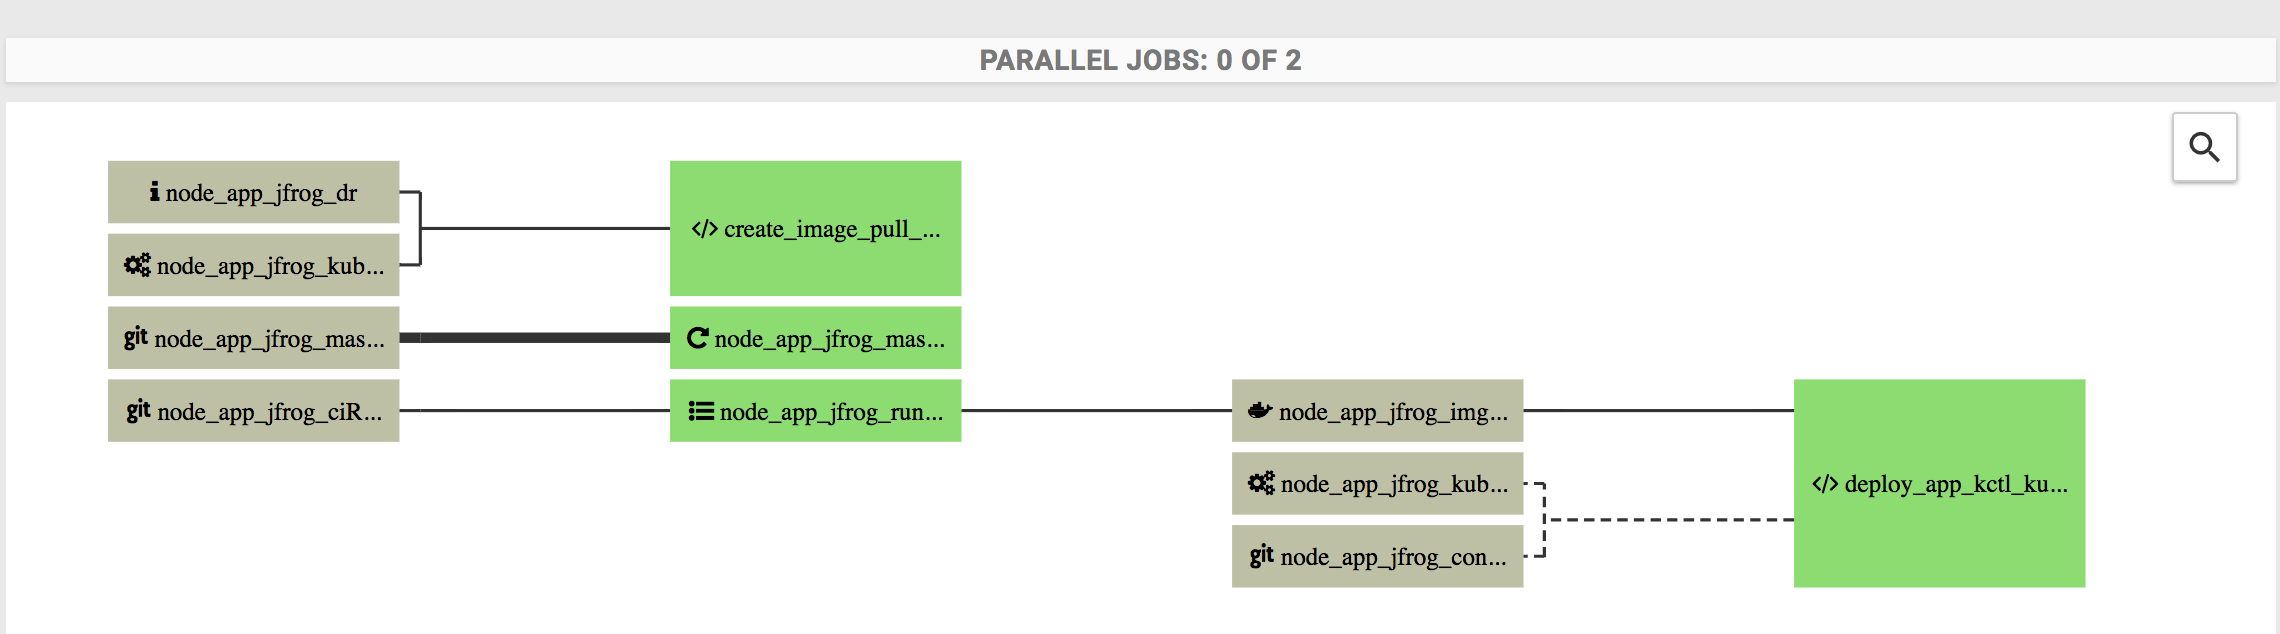 PARALLEL JOBS: 0 OF 2
node_app_jfrog_dr
node_app_jfrog_kub...
git node_app_jfrog_mas...
git node_app_jfrog_ciR...
</> create_image_pull_...
node_app_jfrog_mas...
node_app_jfrog_run...
node_app_jfrog_img...
node_app_jfrog_kub...
git node_app_jfrog_con...
</> deploy_app_kctl_ku...